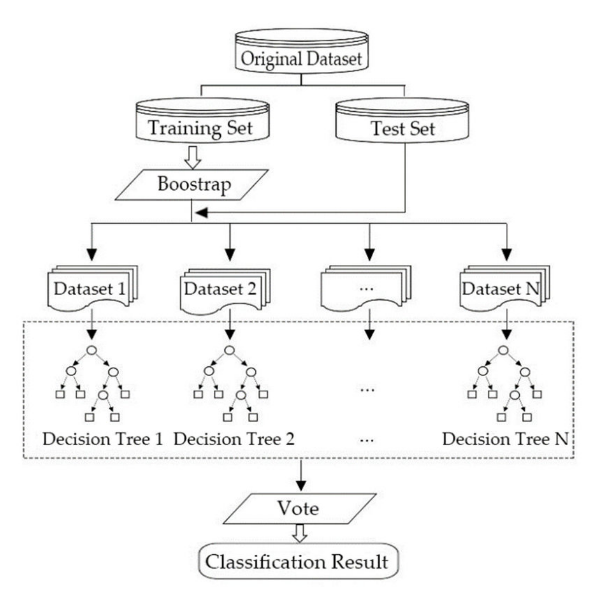 Original Dataset
Training Set
Test Set
Boostrap
Dataset 1
Dataset 2
...
Dataset N
...
Decision Tree 1
Decision Tree 2
...
Decision Tree N
Vote
Classification Result